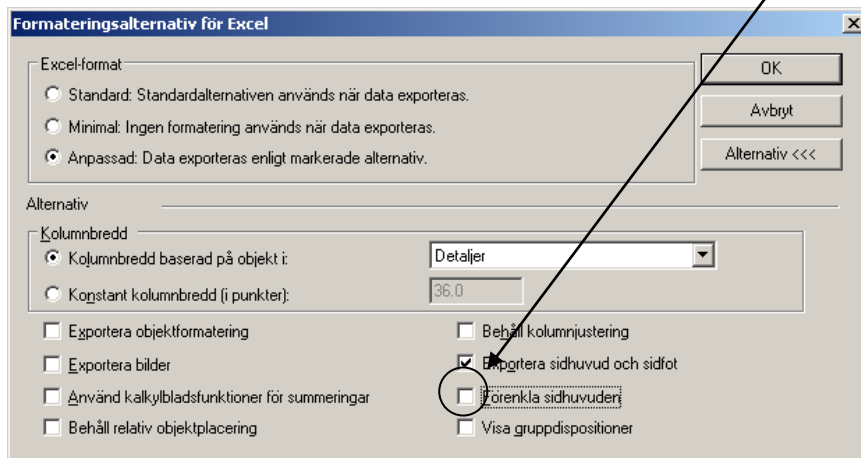 Formateringsalternativ för Excel
Excel-format
Standard: Standardalternativen används när data exporteras.
Minimal: Ingen formatering används när data exporteras.
Anpassad: Data exporteras enligt markerade alternativ.
OK
Avbryt
Alternativ <<<
Alternativ
Kolumnbredd
Kolumnbredd baserad på objekt i:
Detaljer
Konstant kolumnbredd (i punkter):
36.0
Exportera objektformatering
Behåll kolumnjustering
Exportera bilder
Exportera sidhuvud och sidfot
Använd kalkylbladsfunktioner för summeringar
Förenkla sidhuvuden
Behåll relativ objektplacering
Visa gruppdispositioner